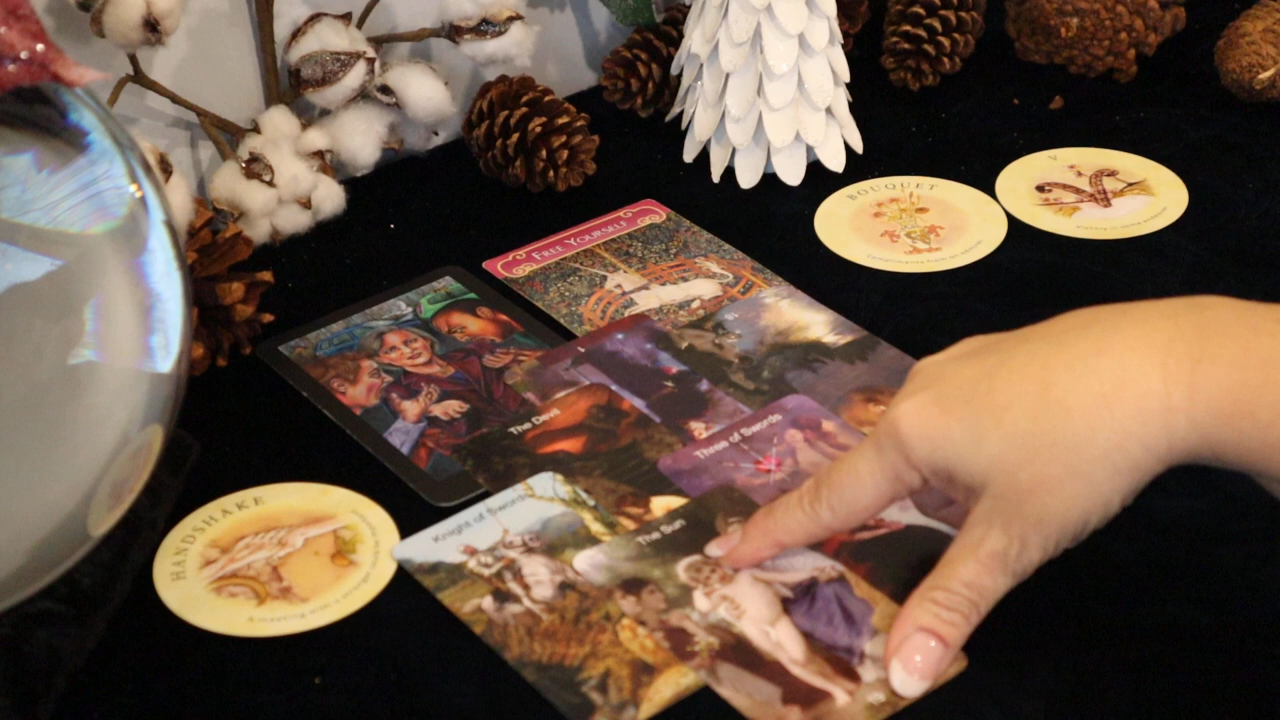 BOUQUET
V
FREE YOURSELF
The Devil
Three of Swords
Knight of Swords
The Sun
HANDSHAKE